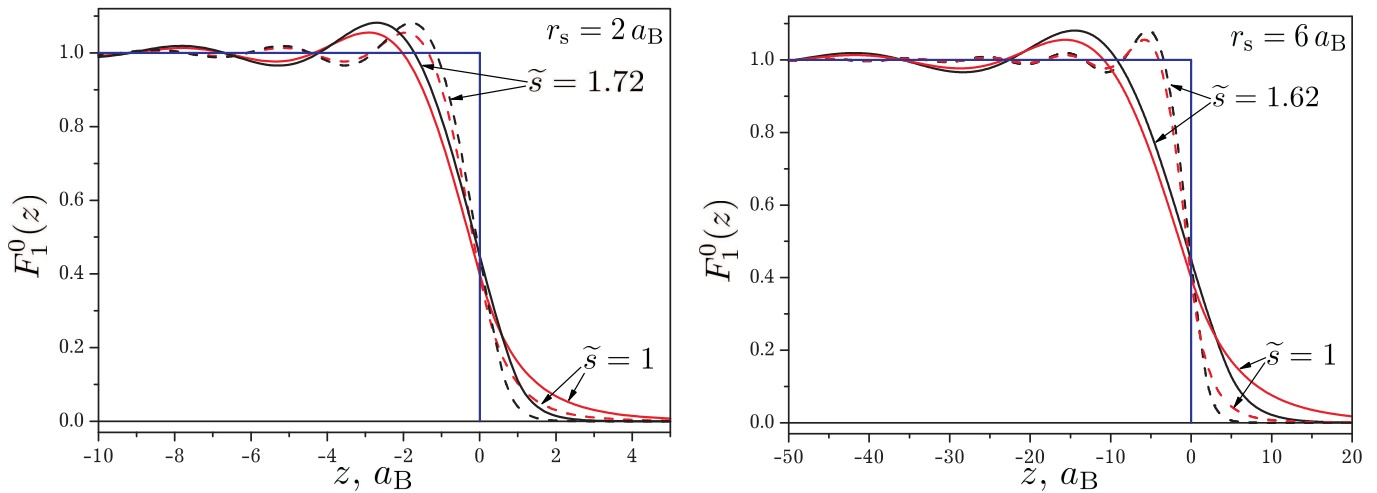 r_s = 2 a_B
1.0
0.8
0.6
0.4
0.2
0.0
F_1^0(z)
s̃ = 1.72
s̃ = 1
-10 -8 -6 -4 -2 0 2 4
z, a_B
r_s = 6 a_B
1.0
0.8
0.6
0.4
0.2
0.0
F_1^0(z)
s̃ = 1.62
s̃ = 1
-50 -40 -30 -20 -10 0 10 20
z, a_B